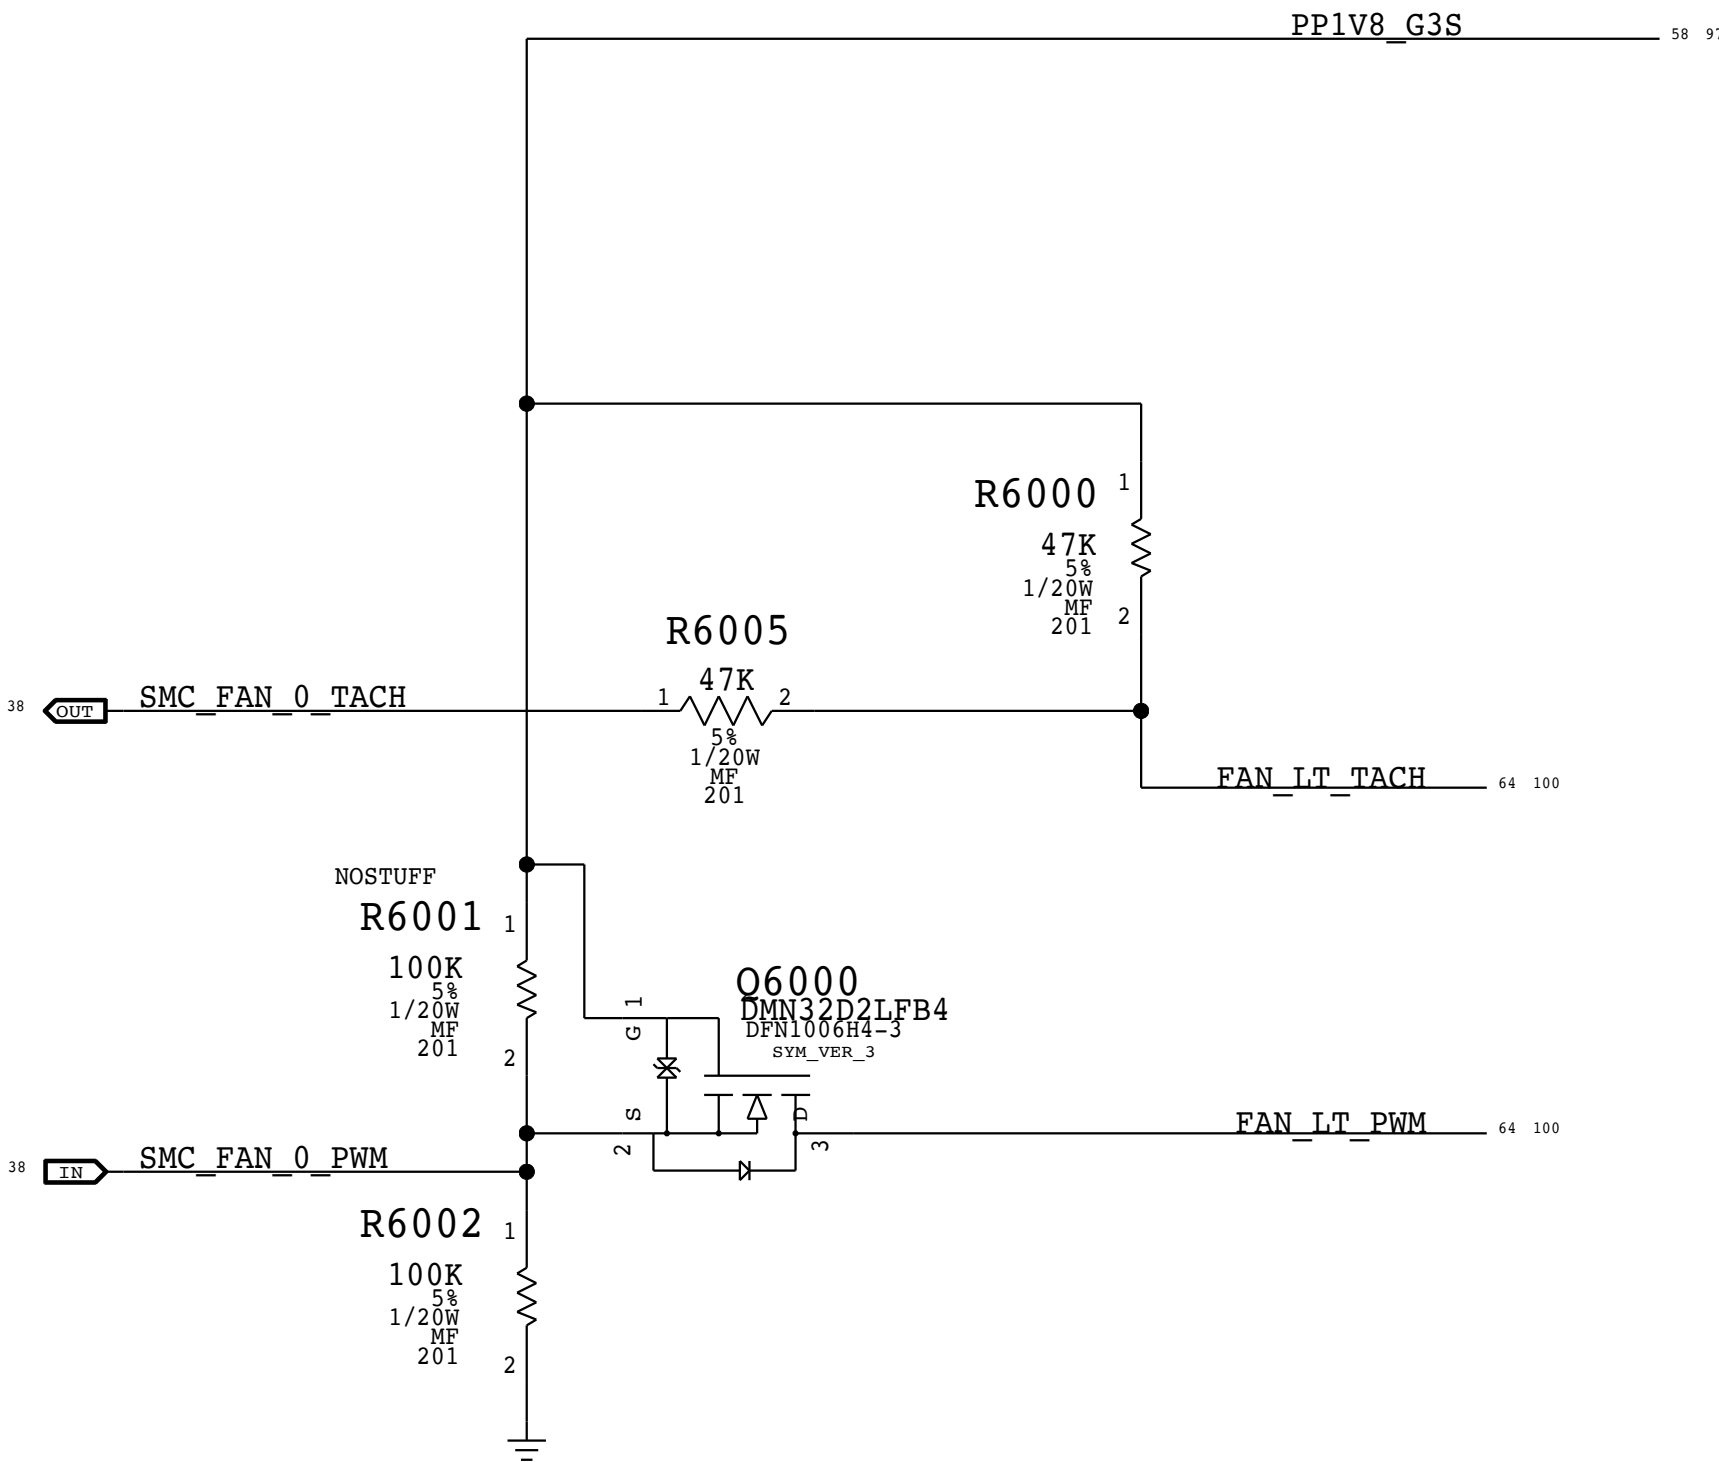 PP1V8_G3S
58 97
R6000
1
47K
5%
1/20W
MF
201
2
R6005
47K
1
2
5%
1/20W
MF
201
38
OUT
SMC_FAN_0_TACH
FAN_LT_TACH
64 100
NOSTUFF
R6001
1
100K
5%
1/20W
MF
201
2
Q6000
DMN32D2LFB4
DFN1006H4-3
SYM_VER_3
G 1
S
2
D
3
FAN_LT_PWM
64 100
38
IN
SMC_FAN_0_PWM
R6002
1
100K
5%
1/20W
MF
201
2